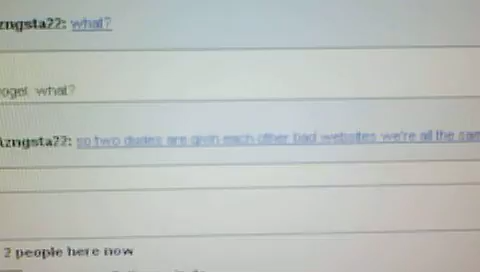 zngsta22: what?
ogel: what?
Azngsta22: so two dudes are givin each other bad websites we're all the sam
2 people here now